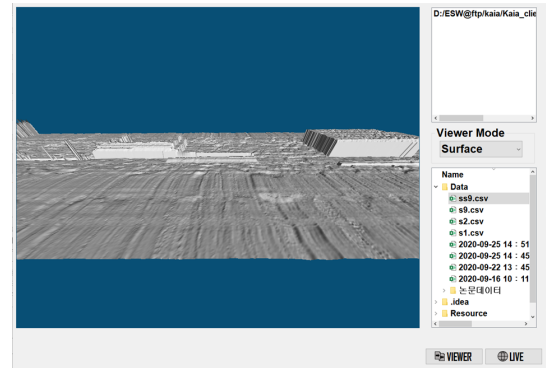 D:/ESW@ftp/kaia/Kaia_clie
Viewer Mode
Surface
Name
Data
ss9.csv
s9.csv
s2.csv
s1.csv
2020-09-25 14 : 51
2020-09-25 14 : 45
2020-09-22 13 : 45
2020-09-16 10 : 11
논문데이터
.idea
Resource
VIEWER
LIVE